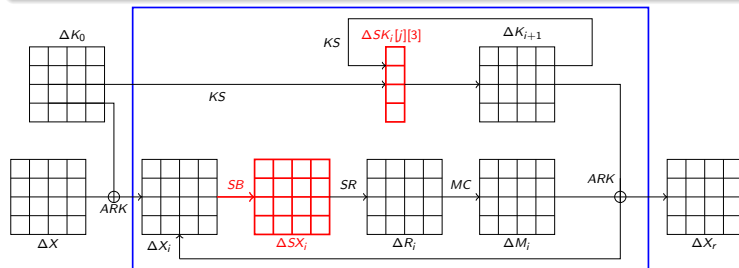 ΔK₀
KS
ΔSKᵢ[j][3]
ΔKᵢ₊₁
KS
ARK
SB
SR
MC
ARK
ΔX
ΔXᵢ
ΔSXᵢ
ΔRᵢ
ΔMᵢ
ΔXᵣ